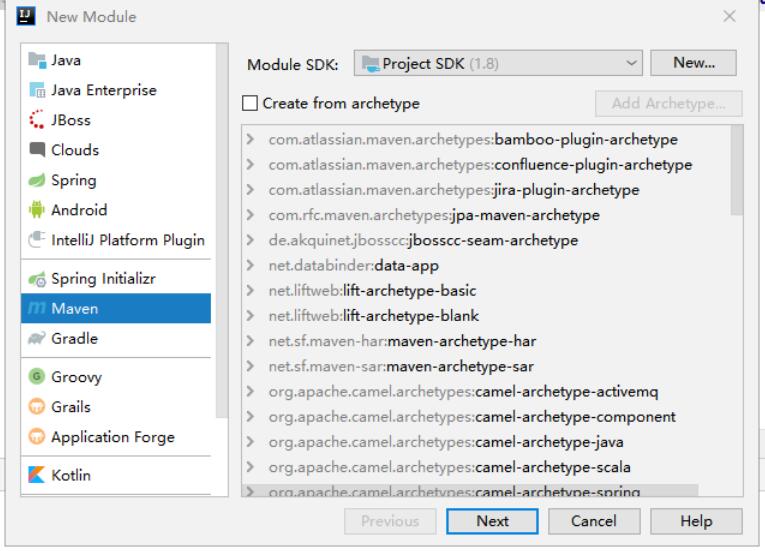 New Module
Java
Java Enterprise
JBoss
Clouds
Spring
Android
IntelliJ Platform Plugin
Spring Initializr
Maven
Gradle
Groovy
Grails
Application Forge
Kotlin
Module SDK: Project SDK (1.8) New...
Create from archetype Add Archetype...
com.atlassian.maven.archetypes:bamboo-plugin-archetype
com.atlassian.maven.archetypes:confluence-plugin-archetype
com.atlassian.maven.archetypes:jira-plugin-archetype
com.rfc.maven.archetypes:jpa-maven-archetype
de.akquinet.jbosscc:jbosscc-seam-archetype
net.databinder:data-app
net.liftweb:lift-archetype-basic
net.liftweb:lift-archetype-blank
net.sf.maven-har:maven-archetype-har
net.sf.maven-sar:maven-archetype-sar
org.apache.camel.archetypes:camel-archetype-activemq
org.apache.camel.archetypes:camel-archetype-component
org.apache.camel.archetypes:camel-archetype-java
org.apache.camel.archetypes:camel-archetype-scala
org.apache.camel.archetypes:camel-archetype-spring
Previous Next Cancel Help